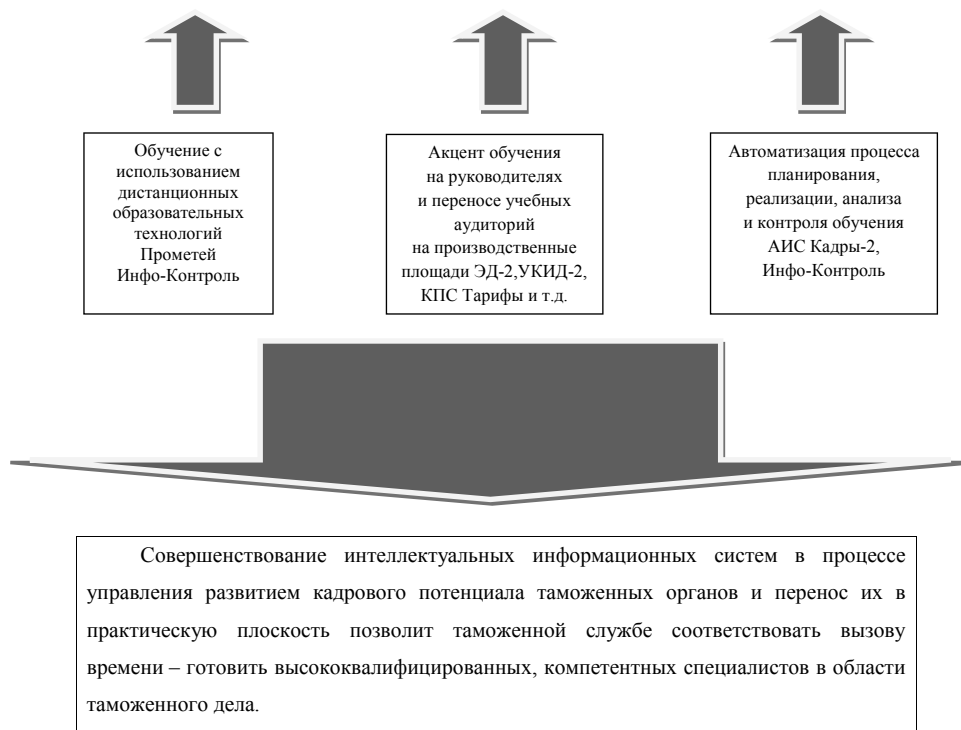 Обучение с
использованием
дистанционных
образовательных
технологий
Прометей
Инфо-Контроль
Акцент обучения
на руководителях
и переносе учебных
аудиторий
на производственные
площади ЭД-2,УКИД-2,
КПС Тарифы и т.д.
Автоматизация процесса
планирования,
реализации, анализа
и контроля обучения
АИС Кадры-2,
Инфо-Контроль
Совершенствование интеллектуальных информационных систем в процессе
управления развитием кадрового потенциала таможенных органов и перенос их в
практическую плоскость позволит таможенной службе соответствовать вызову
времени – готовить высококвалифицированных, компетентных специалистов в области
таможенного дела.